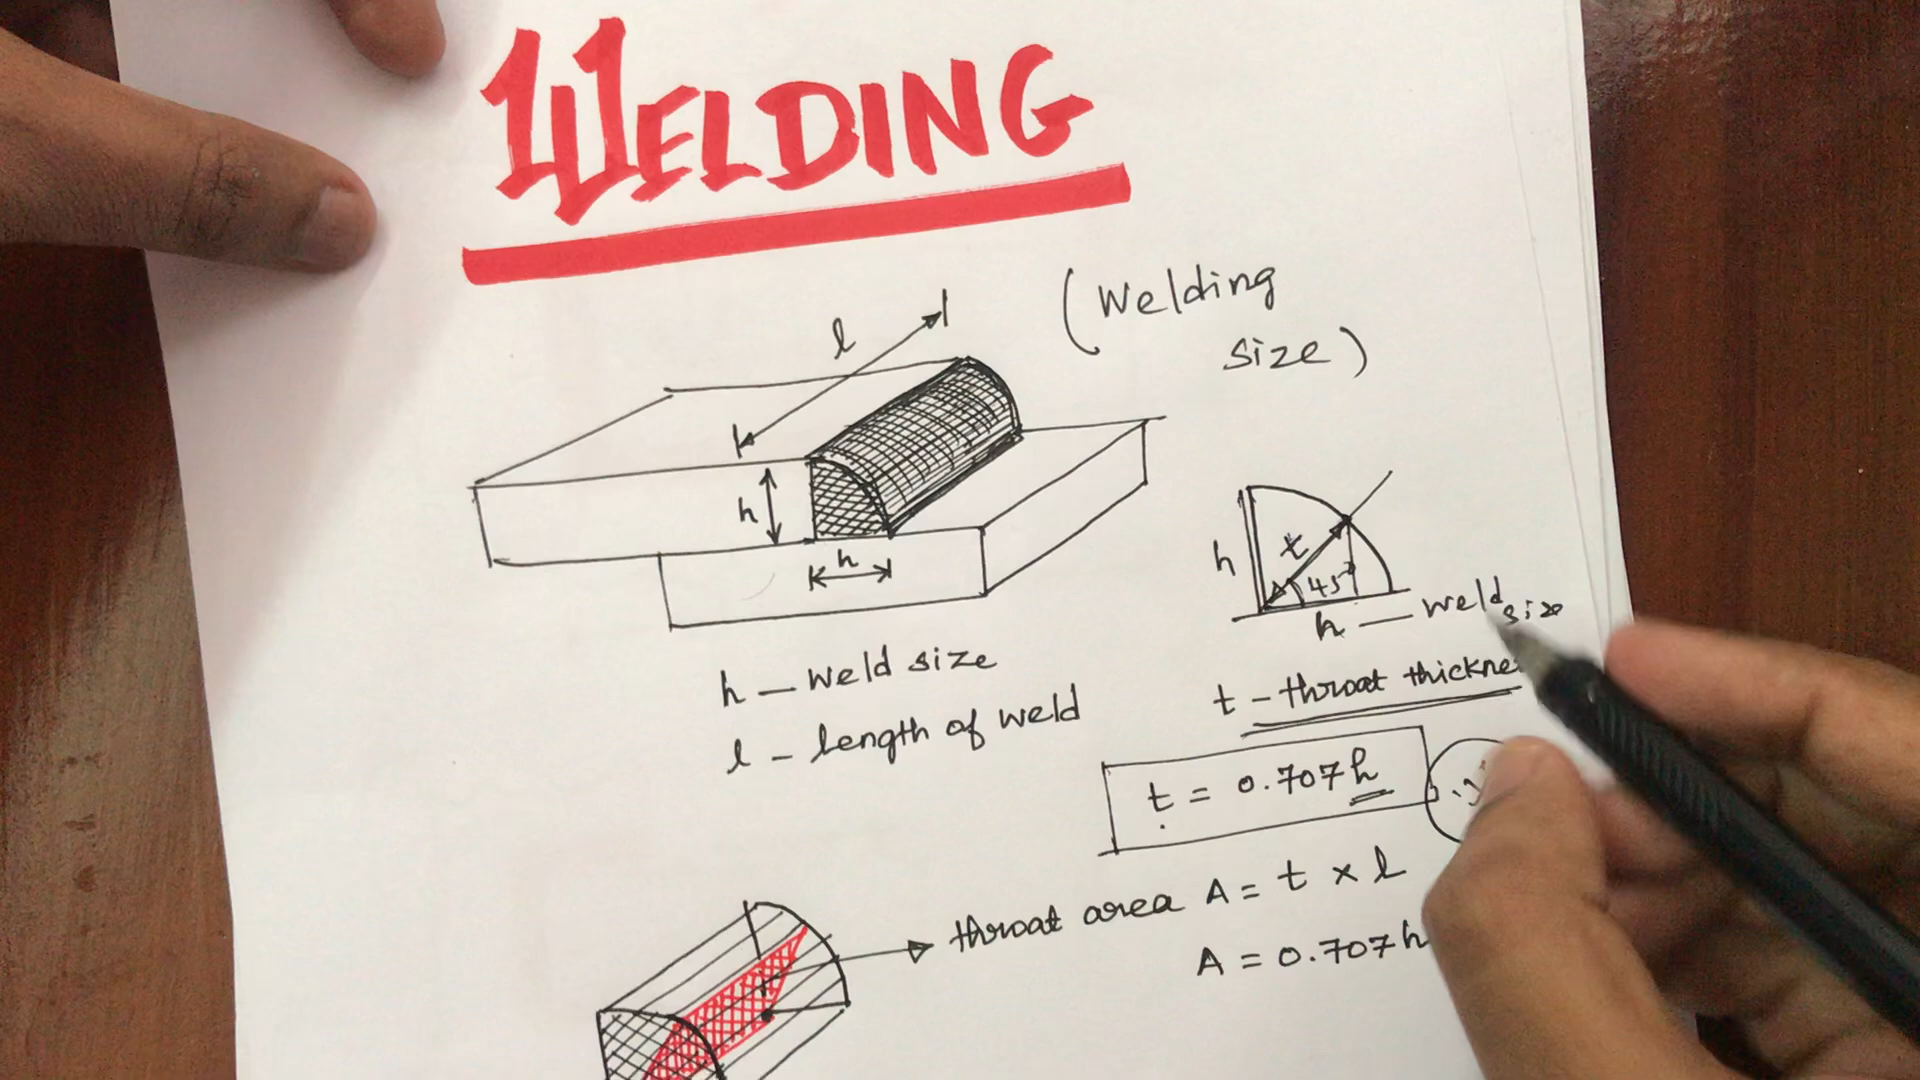 WELDING
(Welding
size)
l
h
h
h
t
45°
h — weld size
h — weld size
l - length of weld
t - throat thickne
t = 0.707h
throat area A = t x l
A = 0.707h